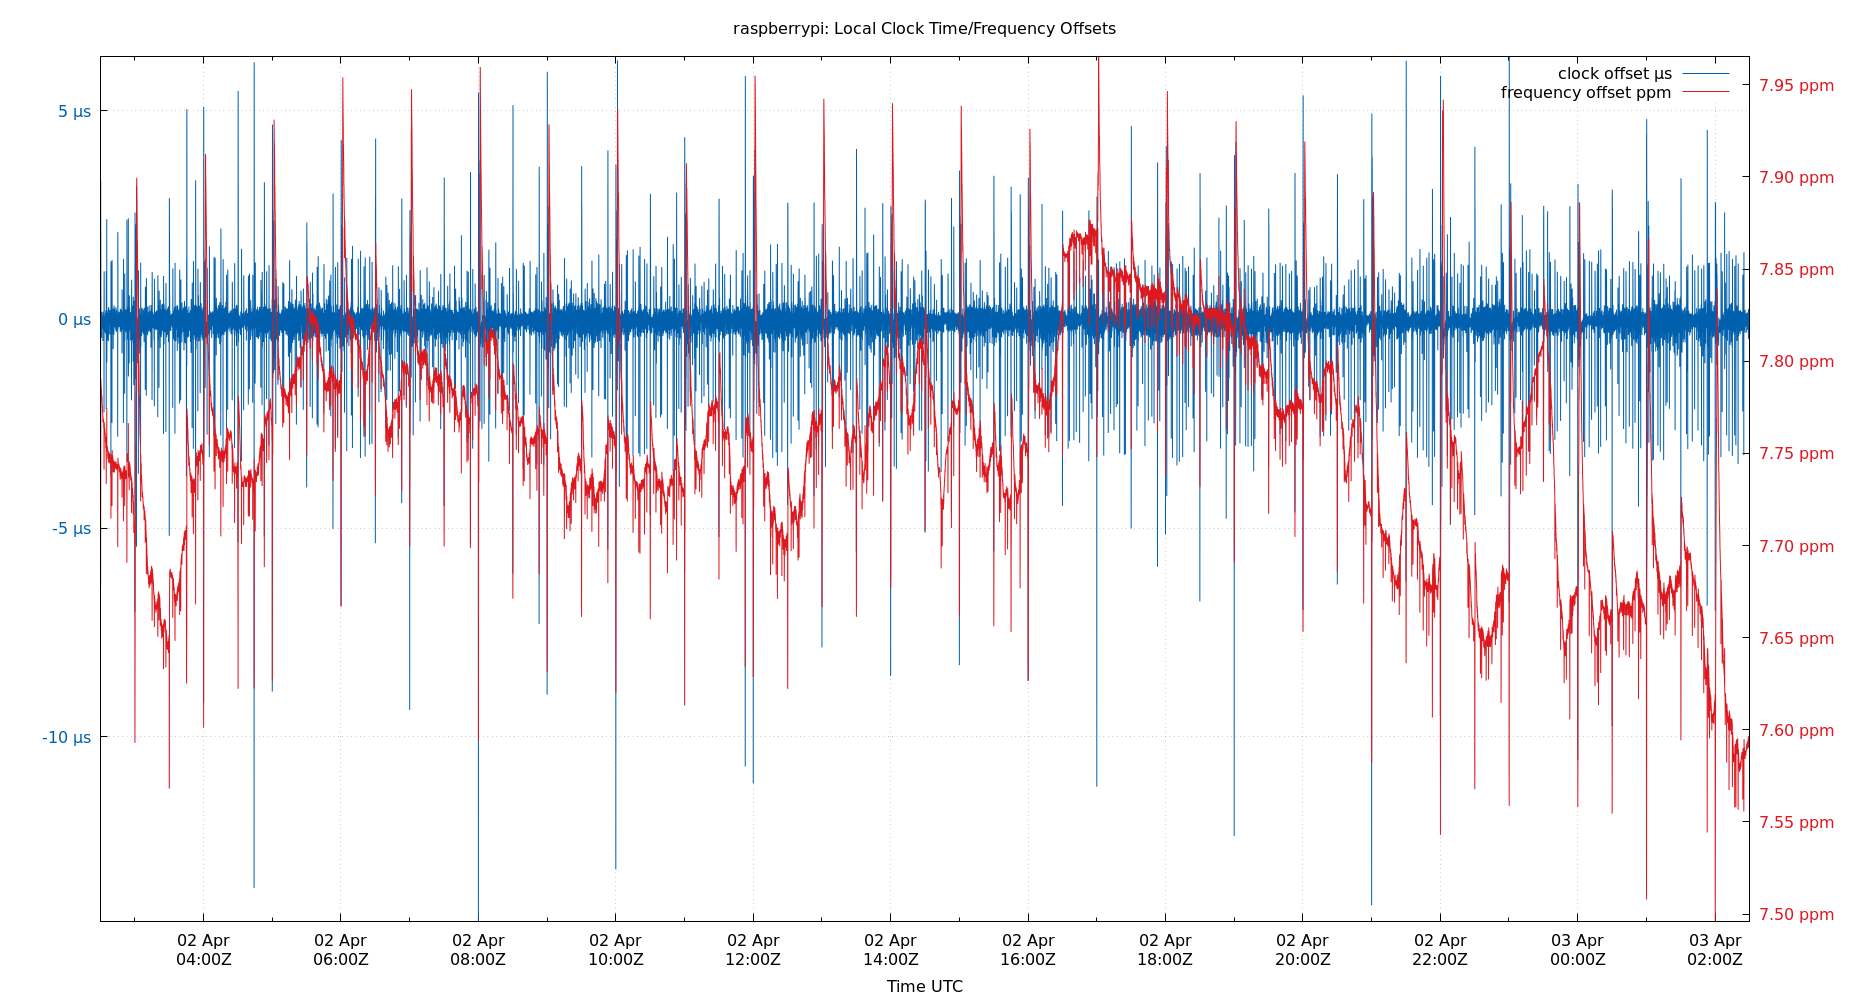 raspberrypi: Local Clock Time/Frequency Offsets
clock offset µs
frequency offset ppm
5 µs
0 µs
-5 µs
-10 µs
7.95 ppm
7.90 ppm
7.85 ppm
7.80 ppm
7.75 ppm
7.70 ppm
7.65 ppm
7.60 ppm
7.55 ppm
7.50 ppm
02 Apr 02 Apr 02 Apr 02 Apr 02 Apr 02 Apr 02 Apr 02 Apr 02 Apr 02 Apr 03 Apr 03 Apr
04:00Z 06:00Z 08:00Z 10:00Z 12:00Z 14:00Z 16:00Z 18:00Z 20:00Z 22:00Z 00:00Z 02:00Z
Time UTC